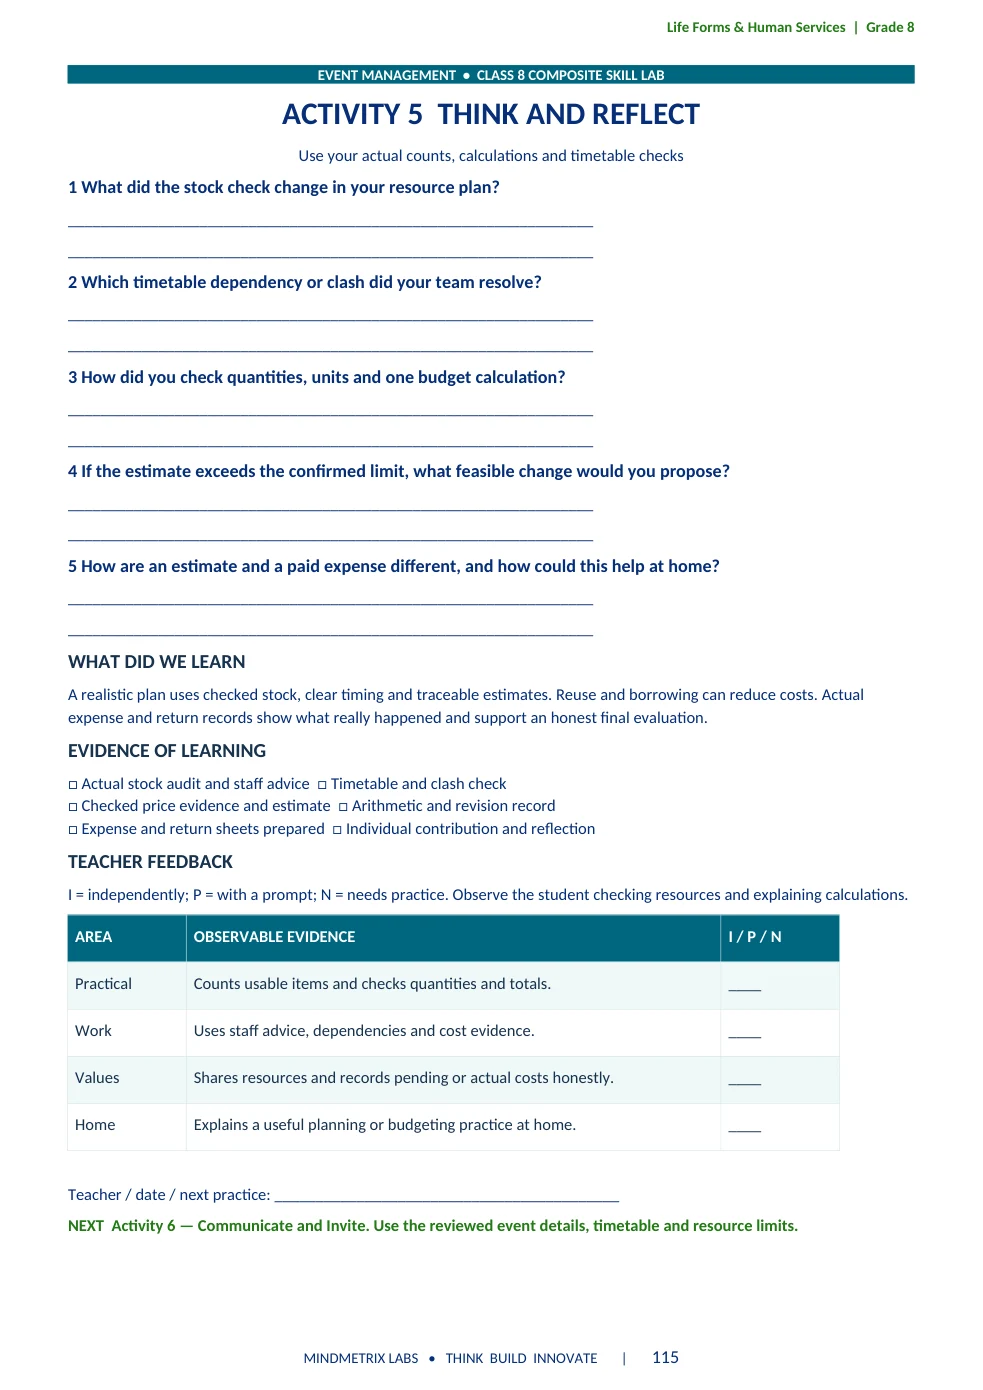 Life Forms & Human Services | Grade 8
EVENT MANAGEMENT ● CLASS 8 COMPOSITE SKILL LAB
ACTIVITY 5 THINK AND REFLECT
Use your actual counts, calculations and timetable checks
1 What did the stock check change in your resource plan?
2 Which timetable dependency or clash did your team resolve?
3 How did you check quantities, units and one budget calculation?
4 If the estimate exceeds the confirmed limit, what feasible change would you propose?
5 How are an estimate and a paid expense different, and how could this help at home?
WHAT DID WE LEARN
A realistic plan uses checked stock, clear timing and traceable estimates. Reuse and borrowing can reduce costs. Actual
expense and return records show what really happened and support an honest final evaluation.
EVIDENCE OF LEARNING
□ Actual stock audit and staff advice □ Timetable and clash check
□ Checked price evidence and estimate □ Arithmetic and revision record
□ Expense and return sheets prepared □ Individual contribution and reflection
TEACHER FEEDBACK
I = independently; P = with a prompt; N = needs practice. Observe the student checking resources and explaining calculations.
AREA OBSERVABLE EVIDENCE I / P / N
Practical Counts usable items and checks quantities and totals. ____
Work Uses staff advice, dependencies and cost evidence. ____
Values Shares resources and records pending or actual costs honestly. ____
Home Explains a useful planning or budgeting practice at home. ____
Teacher / date / next practice: ____________________
NEXT Activity 6 — Communicate and Invite. Use the reviewed event details, timetable and resource limits.
MINDMETRIX LABS ● THINK BUILD INNOVATE | 115